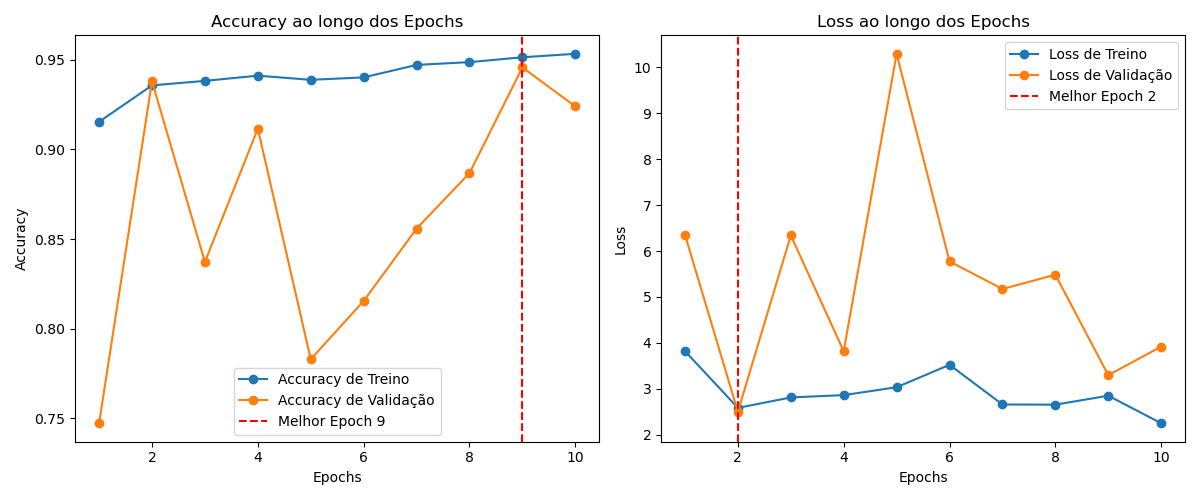 Accuracy ao longo dos Epochs
Accuracy
0.95
0.90
0.85
0.80
0.75
Accuracy de Treino
Accuracy de Validação
Melhor Epoch 9
2 4 6 8 10
Epochs
Loss ao longo dos Epochs
Loss
10
9
8
7
6
5
4
3
2
Loss de Treino
Loss de Validação
Melhor Epoch 2
2 4 6 8 10
Epochs